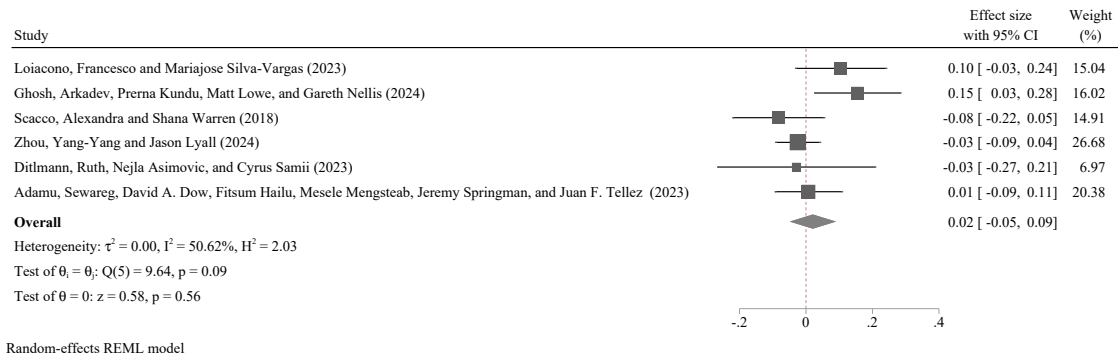 Effect size Weight
Study with 95% CI (%)
Loiacono, Francesco and Mariajose Silva-Vargas (2023) 0.10 [ -0.03, 0.24] 15.04
Ghosh, Arkadev, Prerna Kundu, Matt Lowe, and Gareth Nellis (2024) 0.15 [ 0.03, 0.28] 16.02
Scacco, Alexandra and Shana Warren (2018) -0.08 [ -0.22, 0.05] 14.91
Zhou, Yang-Yang and Jason Lyall (2024) -0.03 [ -0.09, 0.04] 26.68
Ditlmann, Ruth, Nejla Asimovic, and Cyrus Samii (2023) -0.03 [ -0.27, 0.21] 6.97
Adamu, Sewareg, David A. Dow, Fitsum Hailu, Mesele Mengsteab, Jeremy Springman, and Juan F. Tellez (2023) 0.01 [ -0.09, 0.11] 20.38
Overall 0.02 [ -0.05, 0.09]
Heterogeneity: τ² = 0.00, I² = 50.62%, H² = 2.03
Test of θᵢ = θⱼ: Q(5) = 9.64, p = 0.09
Test of θ = 0: z = 0.58, p = 0.56
-.2 0 .2 .4
Random-effects REML model